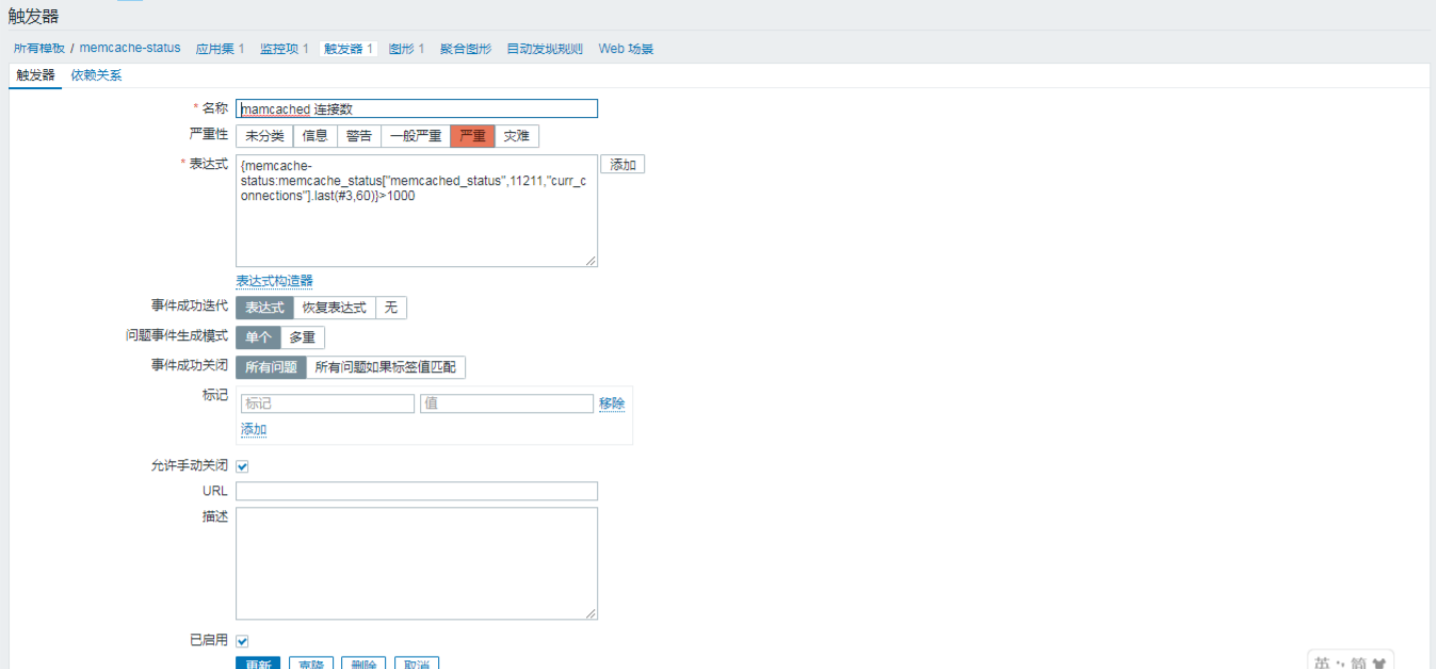 触发器
所有模板 / memcache-status 应用集 1 监控项 1 触发器 1 图形 1 聚合图形 自动发现规则 Web 场景
触发器 依赖关系
* 名称 mamcached 连接数
严重性 未分类 信息 警告 一般严重 严重 灾难
* 表达式 {memcache- 添加
status:memcache_status["memcached_status",11211,"curr_c
onnections"].last(#3,60)}>1000
表达式构造器
事件成功迭代 表达式 恢复表达式 无
问题事件生成模式 单个 多重
事件成功关闭 所有问题 所有问题如果标签值匹配
标记 标记 值 移除
添加
允许手动关闭
URL
描述
已启用
更新 克隆 删除 取消
英 简